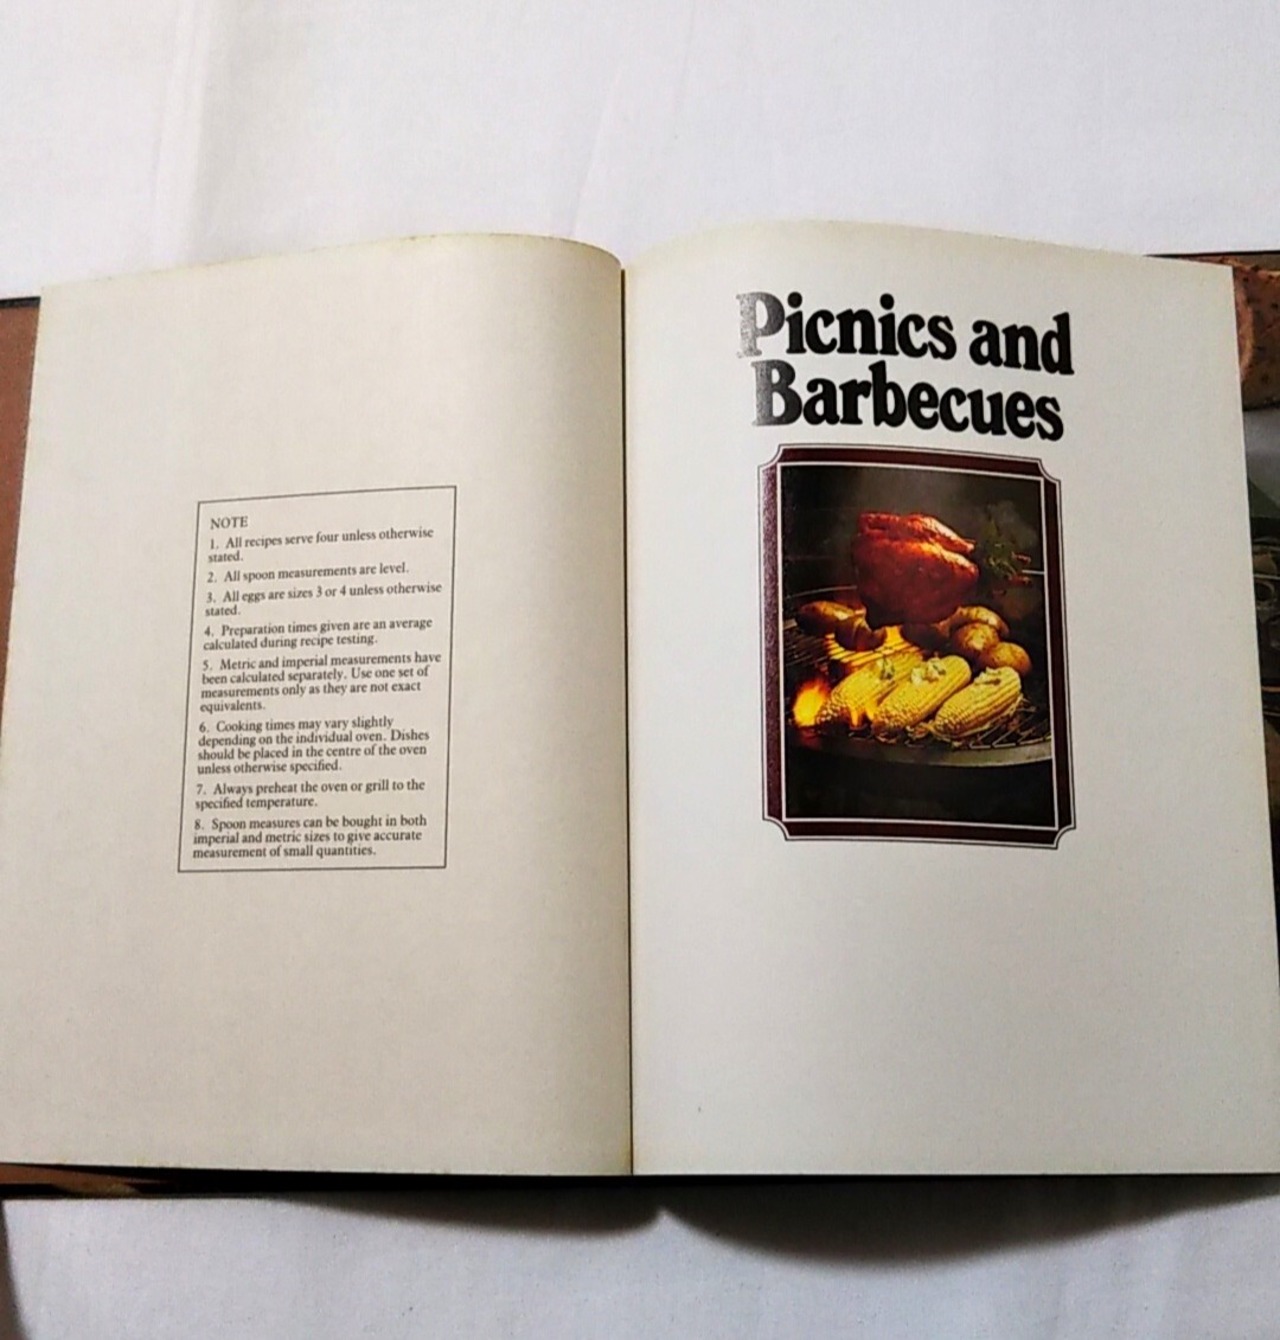 NOTE
1. All recipes serve four unless otherwise
stated.
2. All spoon measurements are level.
3. All eggs are sizes 3 or 4 unless otherwise
stated.
4. Preparation times given are an average
calculated during recipe testing.
5. Metric and imperial measurements have
been calculated separately. Use one set of
measurements only as they are not exact
equivalents.
6. Cooking times may vary slightly
depending on the individual oven. Dishes
should be placed in the centre of the oven
unless otherwise specified.
7. Always preheat the oven or grill to the
specified temperature.
8. Spoon measures can be bought in both
imperial and metric sizes to give accurate
measurement of small quantities.
Picnics and
Barbecues